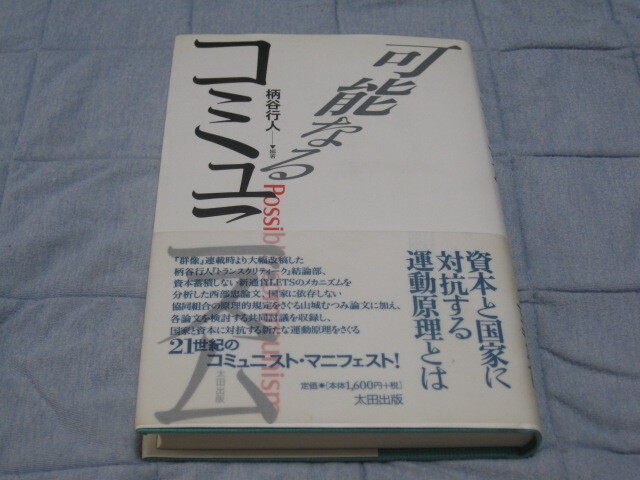 可能なる
コミュニズム
柄谷行人──▼編著
Possible Communism
資本と国家に
対抗する
運動原理とは
『群像』連載時より大幅改稿した
柄谷行人『トランスクリティーク』結論部、
資本蓄積しない新通貨LETSのメカニズムを
分析した西部忠論文、国家に依存しない
協同組合の原理的規定をさぐる山城むつみ論文に加え、
各論文を検討する共同討議を収録し、
国家と資本に対抗する新たな運動原理をさぐる
21世紀の
コミュニスト・マニフェスト!
定価★[本体1,600円+税]
太田出版
太田出版